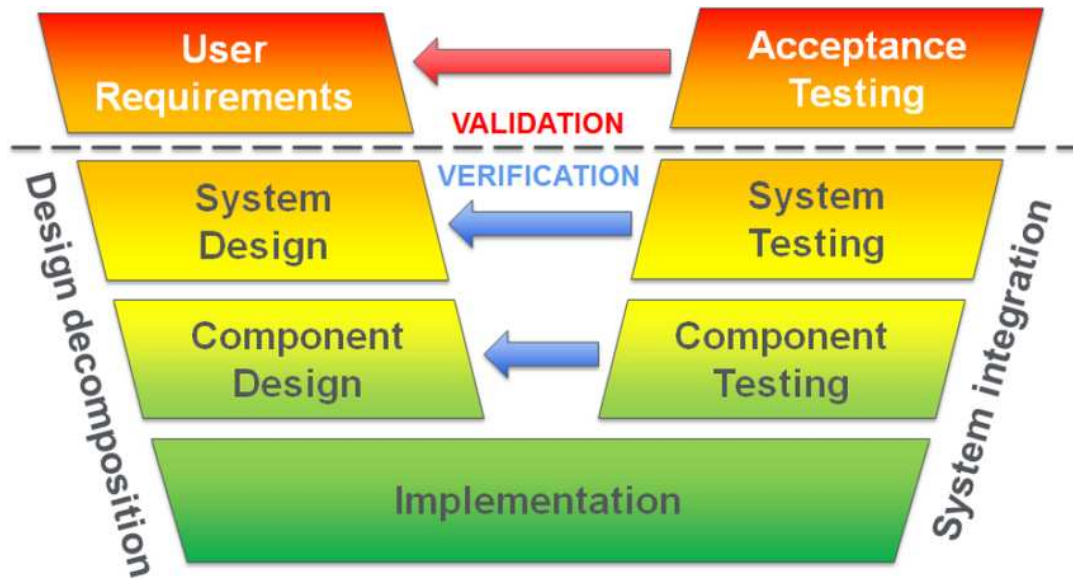 User
Requirements
Acceptance
Testing
VALIDATION
VERIFICATION
System
Design
System
Testing
Component
Design
Component
Testing
Implementation
Design decomposition
System integration